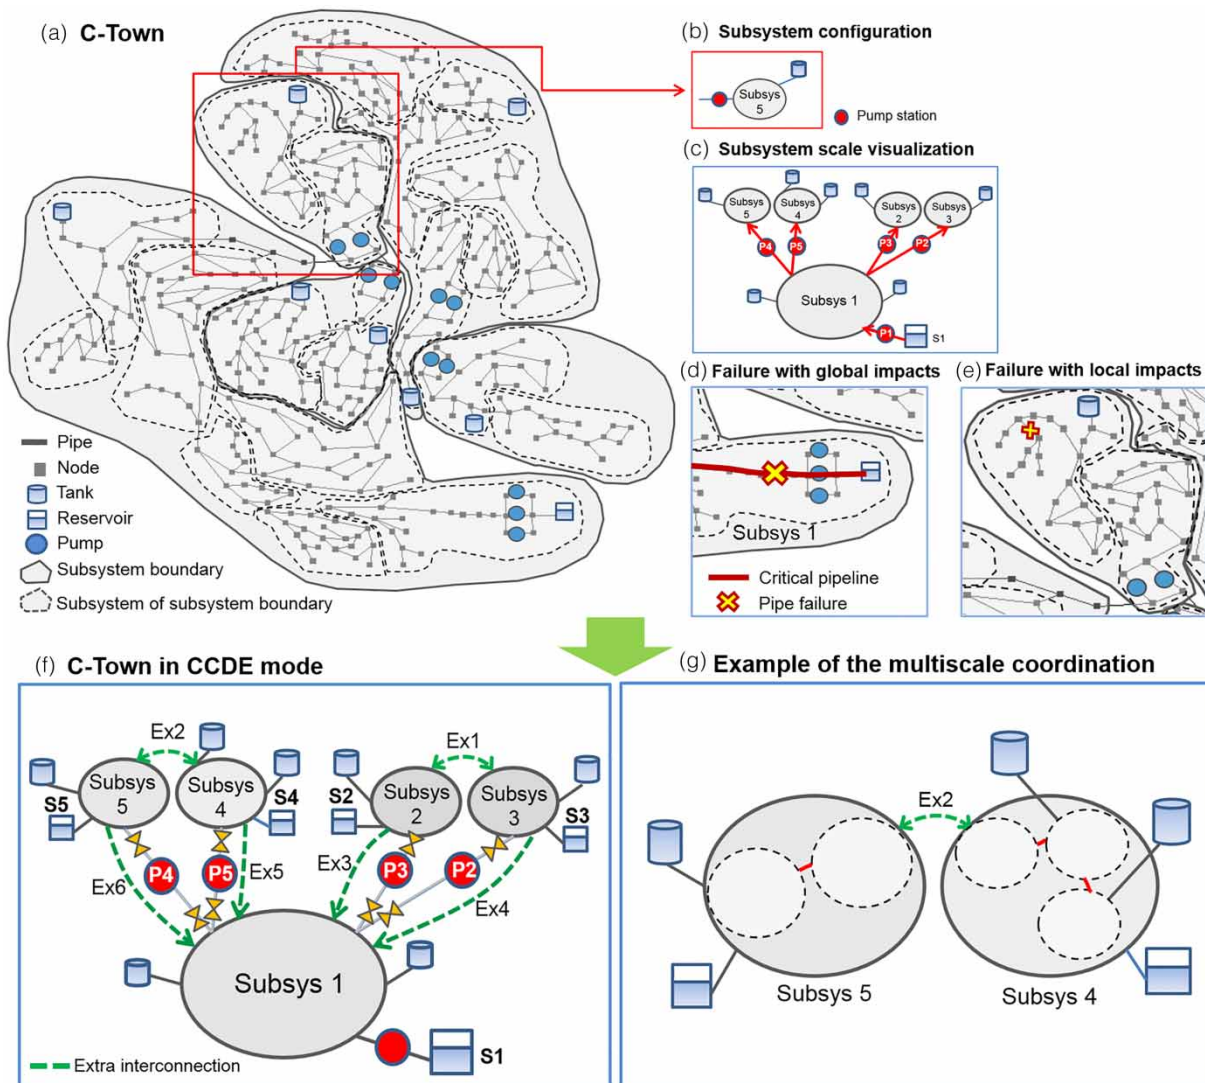 (a) C-Town
Pipe
Node
Tank
Reservoir
Pump
Subsystem boundary
Subsystem of subsystem boundary
(b) Subsystem configuration
Subsys
5
Pump station
(c) Subsystem scale visualization
Subsys
5
Subsys
4
Subsys
2
Subsys
3
P4
P5
P3
P2
Subsys 1
P1
S1
(d) Failure with global impacts
Subsys 1
Critical pipeline
Pipe failure
(e) Failure with local impacts
(f) C-Town in CCDE mode
Ex2
Ex1
Subsys
5
Subsys
4
Subsys
2
Subsys
3
S5
S4
S2
S3
Ex6
P4
P5
Ex5
Ex3
P3
P2
Ex4
Subsys 1
S1
Extra interconnection
(g) Example of the multiscale coordination
Ex2
Subsys 5
Subsys 4